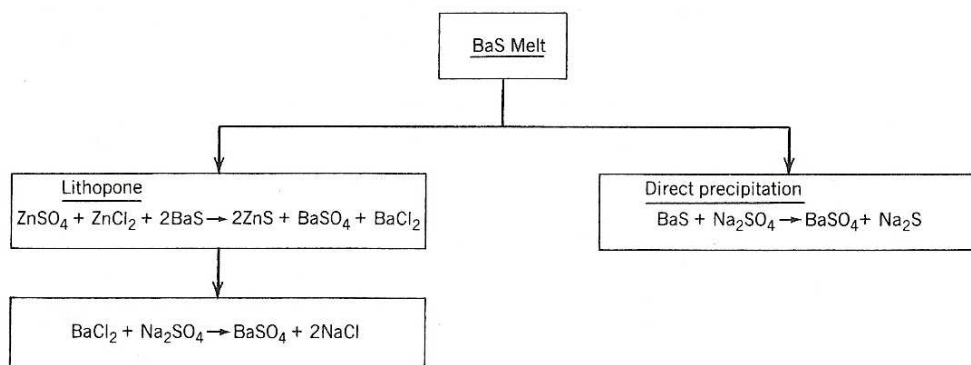 BaS Melt
Lithopone
ZnSO₄ + ZnCl₂ + 2BaS → 2ZnS + BaSO₄ + BaCl₂
Direct precipitation
BaS + Na₂SO₄ → BaSO₄ + Na₂S
BaCl₂ + Na₂SO₄ → BaSO₄ + 2NaCl